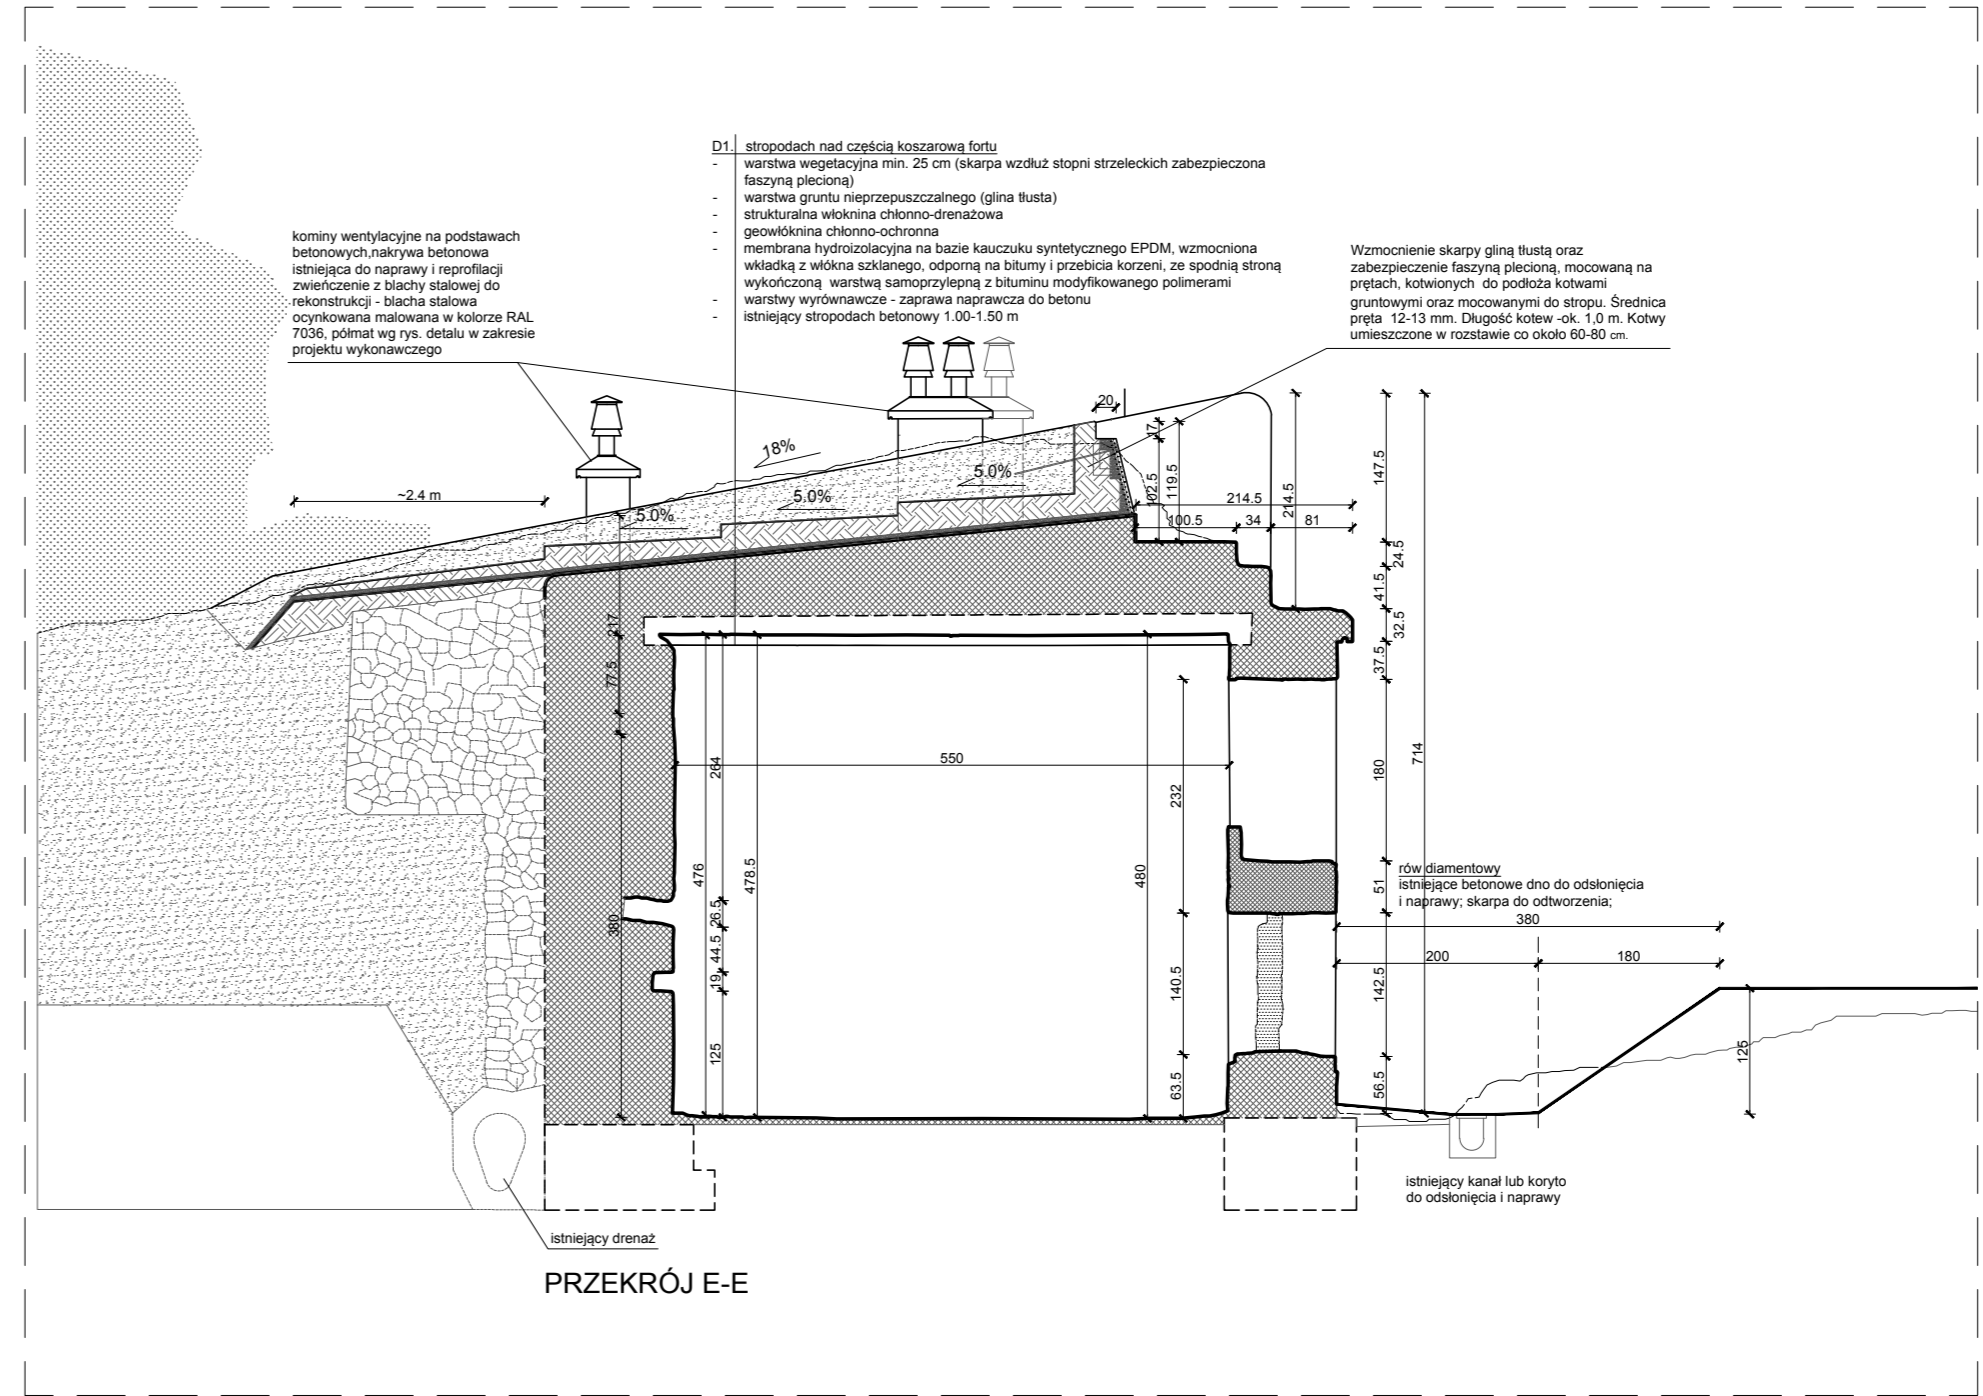 D1. stropodach nad częścią koszarową fortu
- warstwa wegetacyjna min. 25 cm (skarpa wzdłuż stopni strzeleckich zabezpieczona
faszyną plecioną)
- warstwa gruntu nieprzepuszczalnego (glina tłusta)
- strukturalna włoknina chłonno-drenażowa
- geowłóknina chłonno-ochronna
- membrana hydroizolacyjna na bazie kauczuku syntetycznego EPDM, wzmocniona
wkładką z włókna szklanego, odporną na bitumy i przebicia korzeni, ze spodnią stroną
wykończoną warstwą samoprzylepną z bituminu modyfikowanego polimerami
- warstwy wyrównawcze - zaprawa naprawcza do betonu
- istniejący stropodach betonowy 1.00-1.50 m
kominy wentylacyjne na podstawach
betonowych,nakrywa betonowa
istniejąca do naprawy i reprofilacji
zwieńczenie z blachy stalowej do
rekonstrukcji - blacha stalowa
ocynkowana malowana w kolorze RAL
7036, półmat wg rys. detalu w zakresie
projektu wykonawczego
Wzmocnienie skarpy gliną tłustą oraz
zabezpieczenie faszyną plecioną, mocowaną na
prętach, kotwionych do podłoża kotwami
gruntowymi oraz mocowanymi do stropu. Średnica
pręta 12-13 mm. Długość kotew -ok. 1,0 m. Kotwy
umieszczone w rozstawie co około 60-80 cm.
20
18%
17
5.0%
~2.4 m
5.0%
102.5
119.5
214.5
214.5
147.5
5.0%
100.5
34
81
24.5
41.5
32.5
37.5
217
77.5
264
550
232
180
714
476
478.5
480
51
380
26.5
44.5
19
125
140.5
63.5
142.5
56.5
rów diamentowy
istniejące betonowe dno do odsłonięcia
i naprawy; skarpa do odtworzenia;
380
200
180
125
istniejący kanał lub koryto
do odsłonięcia i naprawy
istniejący drenaż
PRZEKRÓJ E-E